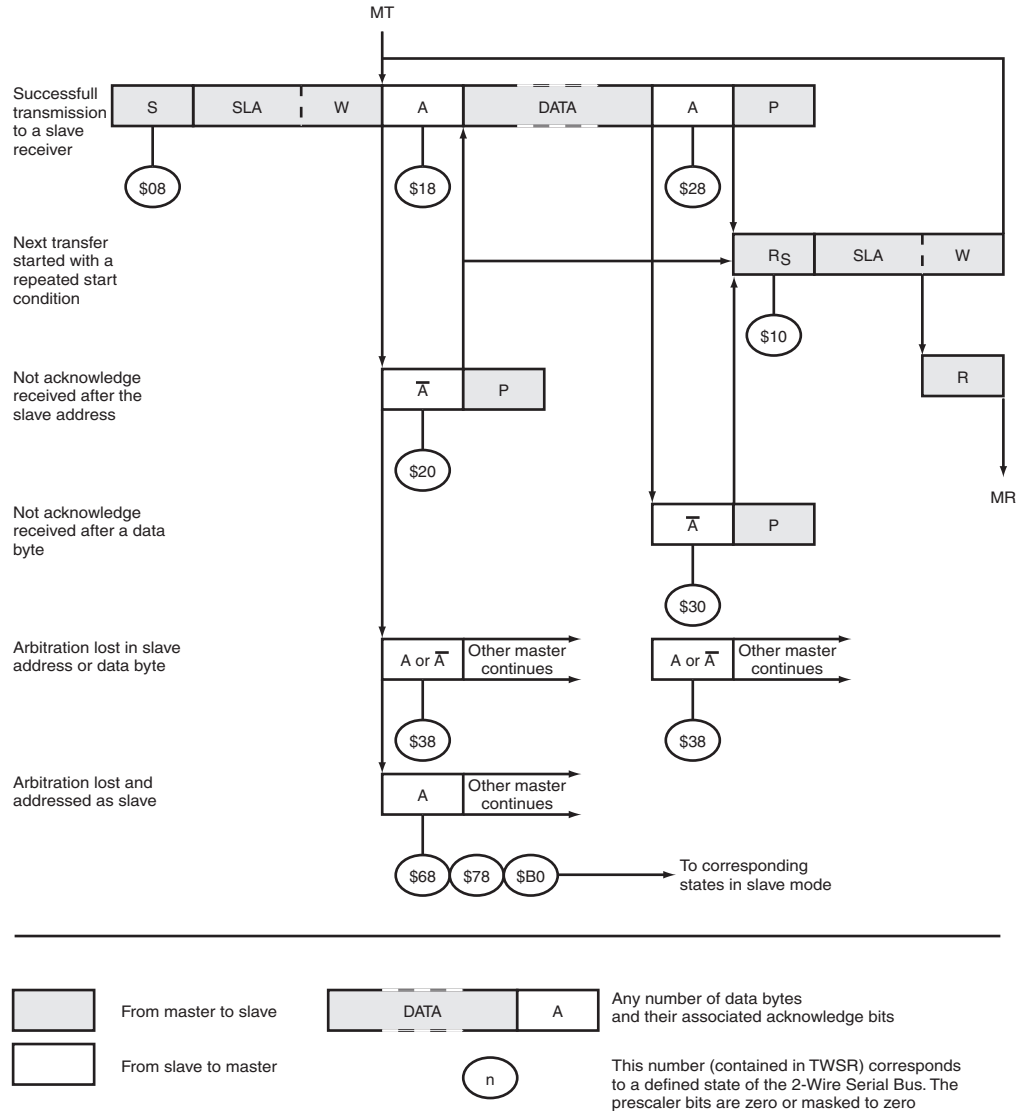 MT
Successfull
transmission
to a slave
receiver
S SLA W A DATA A P
$08 $18 $28
Next transfer
started with a
repeated start
condition
RS SLA W
$10
Not acknowledge
received after the
slave address
A̅ P
R
$20
MR
Not acknowledge
received after a data
byte
A̅ P
$30
Arbitration lost in slave
address or data byte
A or A̅ Other master
continues
A or A̅ Other master
continues
$38 $38
Arbitration lost and
addressed as slave
A Other master
continues
$68 $78 $B0
To corresponding
states in slave mode
From master to slave
DATA A
Any number of data bytes
and their associated acknowledge bits
From slave to master
n
This number (contained in TWSR) corresponds
to a defined state of the 2-Wire Serial Bus. The
prescaler bits are zero or masked to zero